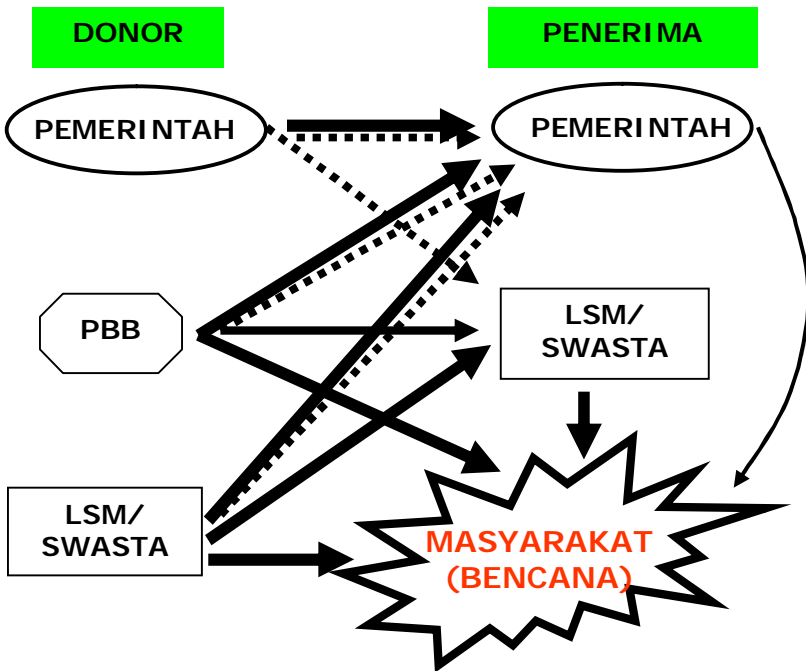 DONOR
PENERIMA
PEMERINTAH
PEMERINTAH
PBB
LSM/
SWASTA
LSM/
SWASTA
MASYARAKAT
(BENCANA)